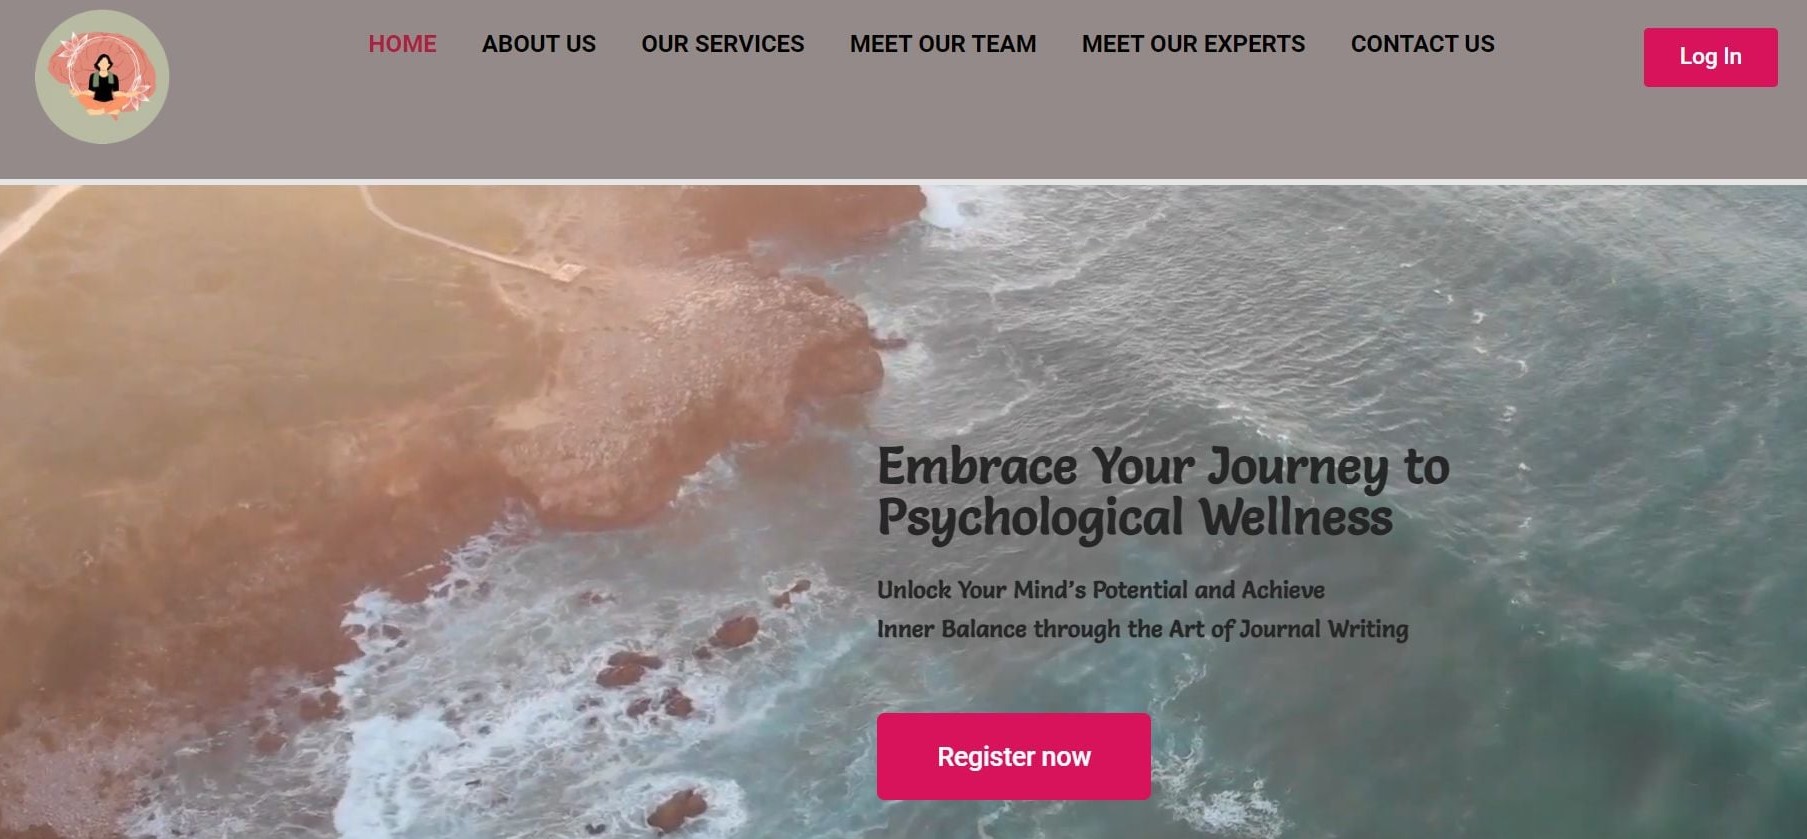 HOME
ABOUT US
OUR SERVICES
MEET OUR TEAM
MEET OUR EXPERTS
CONTACT US
Log In
Embrace Your Journey to
Psychological Wellness
Unlock Your Mind’s Potential and Achieve
Inner Balance through the Art of Journal Writing
Register now